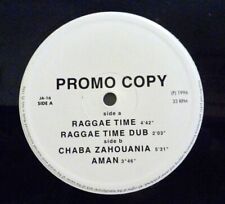 PROMO COPY
JA-16
SIDE A
(P) 1996
33 RPM
side a
RAGGAE TIME 4'42"
RAGGAE TIME DUB 2'03"
side b
CHABA ZAHOUANIA 5'31"
AMAN 3'46"